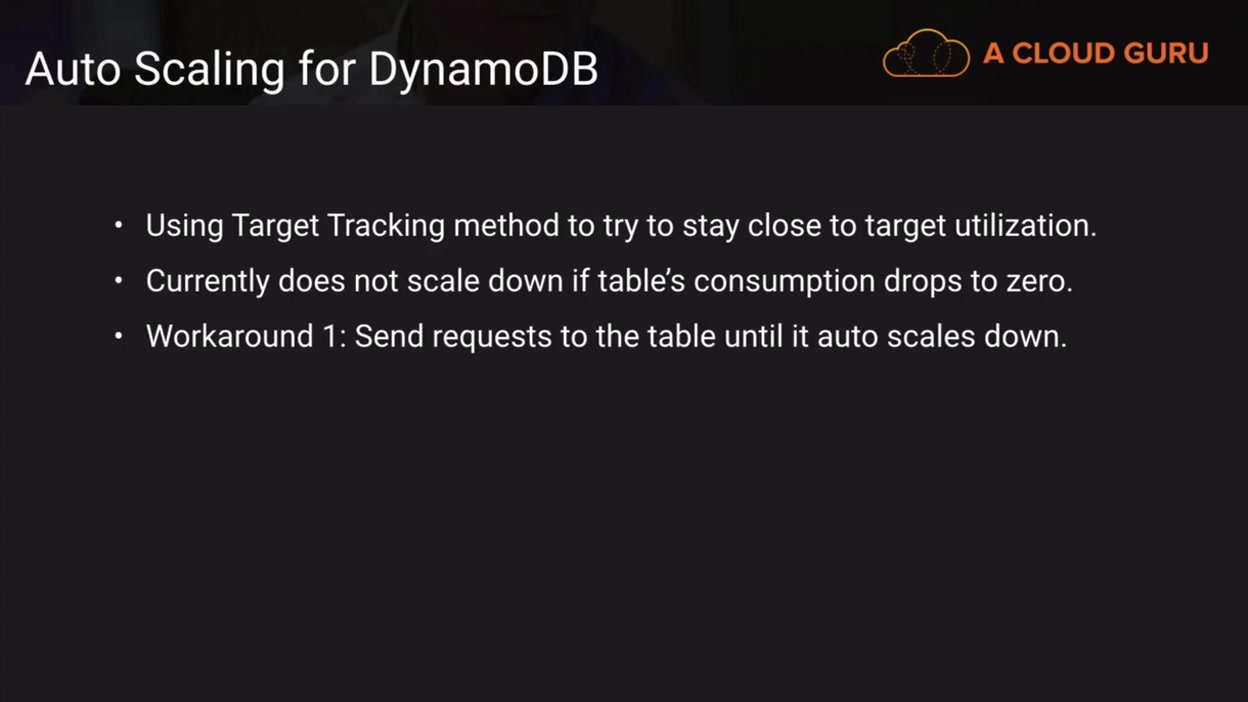 Auto Scaling for DynamoDB
A CLOUD GURU
• Using Target Tracking method to try to stay close to target utilization.
• Currently does not scale down if table’s consumption drops to zero.
• Workaround 1: Send requests to the table until it auto scales down.